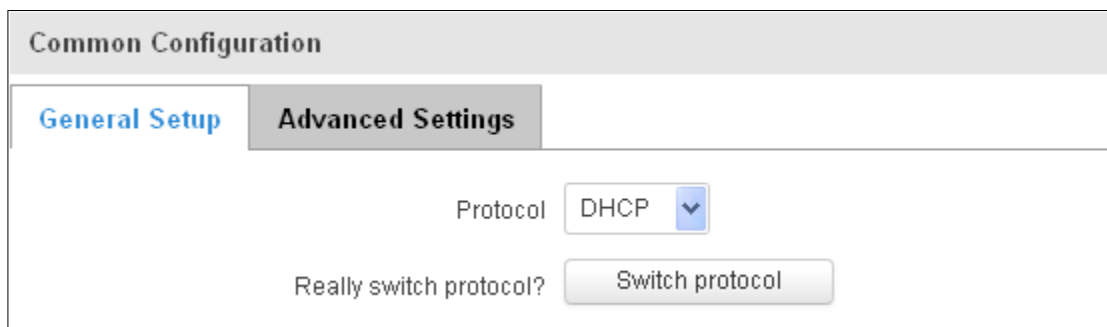 Common Configuration
General Setup Advanced Settings
Protocol DHCP
Really switch protocol? Switch protocol